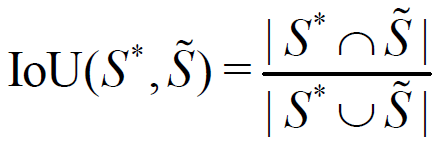 IoU(S*, S̃) = | S* ∩ S̃ | / | S* ∪ S̃ |